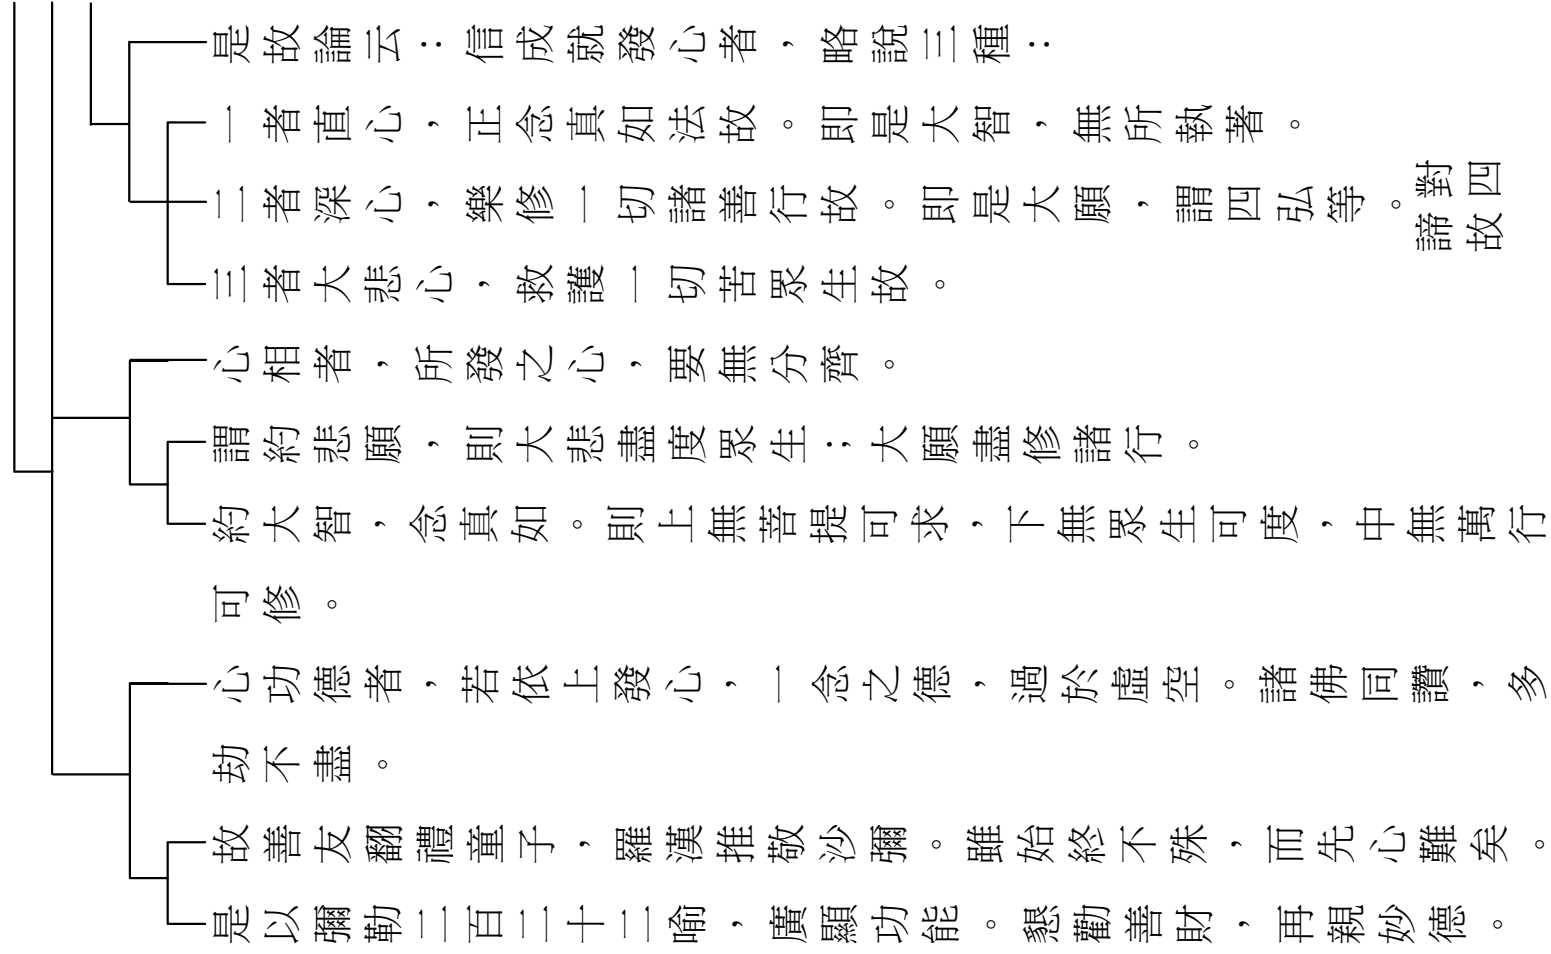 是故論云：信成就發心者，略說三種：
一者直心，正念真如法故。即是大智，無所執著。
二者深心，樂修一切諸善行故。即是大願，謂四弘等。
對四
諦故
三者大悲心，救護一切苦眾生故。
心相者，所發之心，要無分齊。
謂約悲願，則大悲盡度眾生；大願盡修諸行。
約大智，念真如。則上無菩提可求，下無眾生可度，中無萬行
可修。
心功德者，若依上發心，一念之德，過於虛空。諸佛同讚，多
劫不盡。
故善友翻禮童子，羅漢推敬沙彌。雖始終不殊，而先心難矣。
是以彌勒二百二十二喻，廣顯功能。懇勸善財，再親妙德。